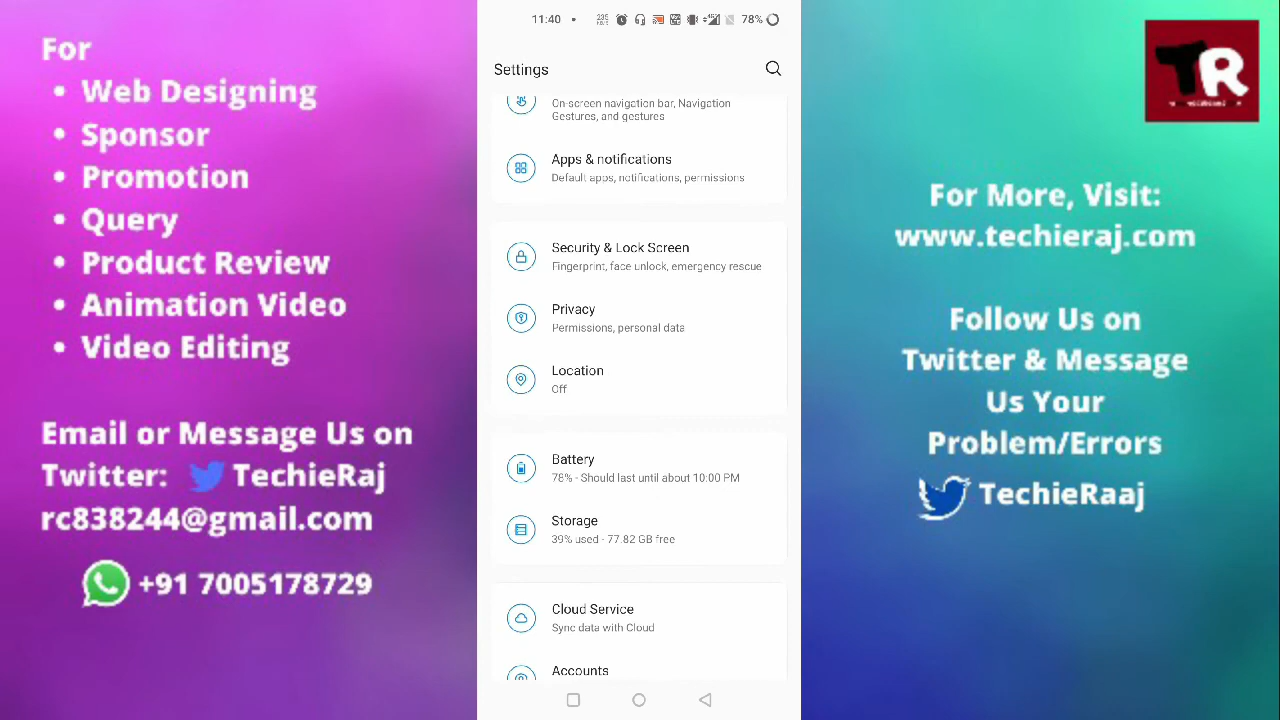 For
• Web Designing
• Sponsor
• Promotion
• Query
• Product Review
• Animation Video
• Video Editing
Email or Message Us on
Twitter: TechieRaj
rc838244@gmail.com
+91 7005178729
11:40
78%
Settings
On-screen navigation bar, Navigation
Gestures, and gestures
Apps & notifications
Default apps, notifications, permissions
Security & Lock Screen
Fingerprint, face unlock, emergency rescue
Privacy
Permissions, personal data
Location
Off
Battery
78% - Should last until about 10:00 PM
Storage
39% used - 77.82 GB free
Cloud Service
Sync data with Cloud
Accounts
TR
For More, Visit:
www.techieraj.com
Follow Us on
Twitter & Message
Us Your
Problem/Errors
TechieRaaj